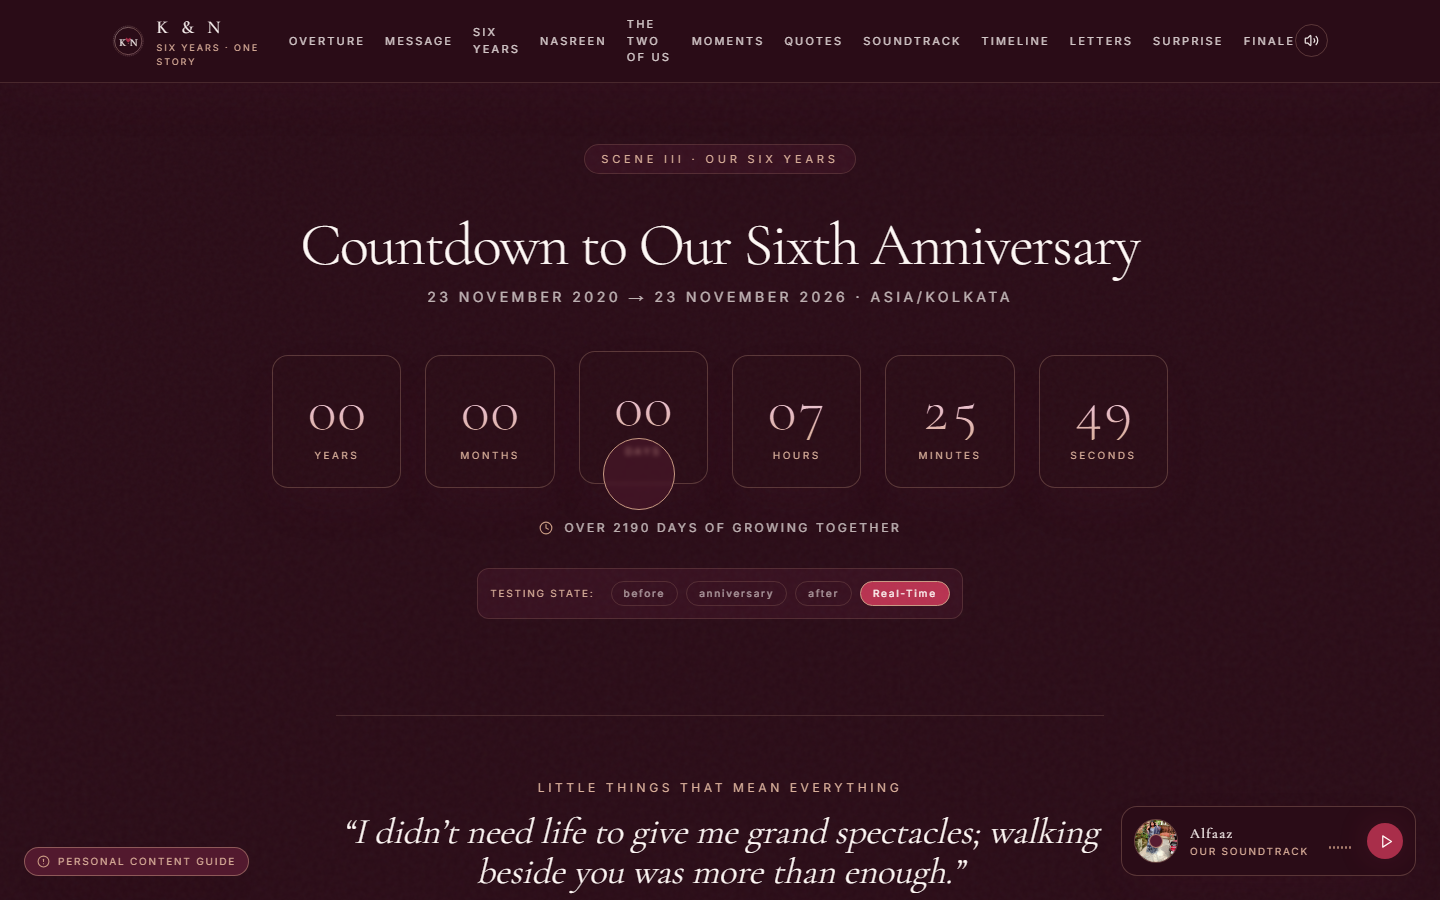 K♥N
K & N
SIX YEARS · ONE
STORY
OVERTURE
MESSAGE
SIX
YEARS
NASREEN
THE
TWO
OF US
MOMENTS
QUOTES
SOUNDTRACK
TIMELINE
LETTERS
SURPRISE
FINALE
SCENE III · OUR SIX YEARS
Countdown to Our Sixth Anniversary
23 NOVEMBER 2020 → 23 NOVEMBER 2026 · ASIA/KOLKATA
00
YEARS
00
MONTHS
00
07
HOURS
25
MINUTES
49
SECONDS
OVER 2190 DAYS OF GROWING TOGETHER
TESTING STATE:
before
anniversary
after
Real-Time
LITTLE THINGS THAT MEAN EVERYTHING
“I didn’t need life to give me grand spectacles; walking
beside you was more than enough.”
PERSONAL CONTENT GUIDE
Alfaaz
OUR SOUNDTRACK